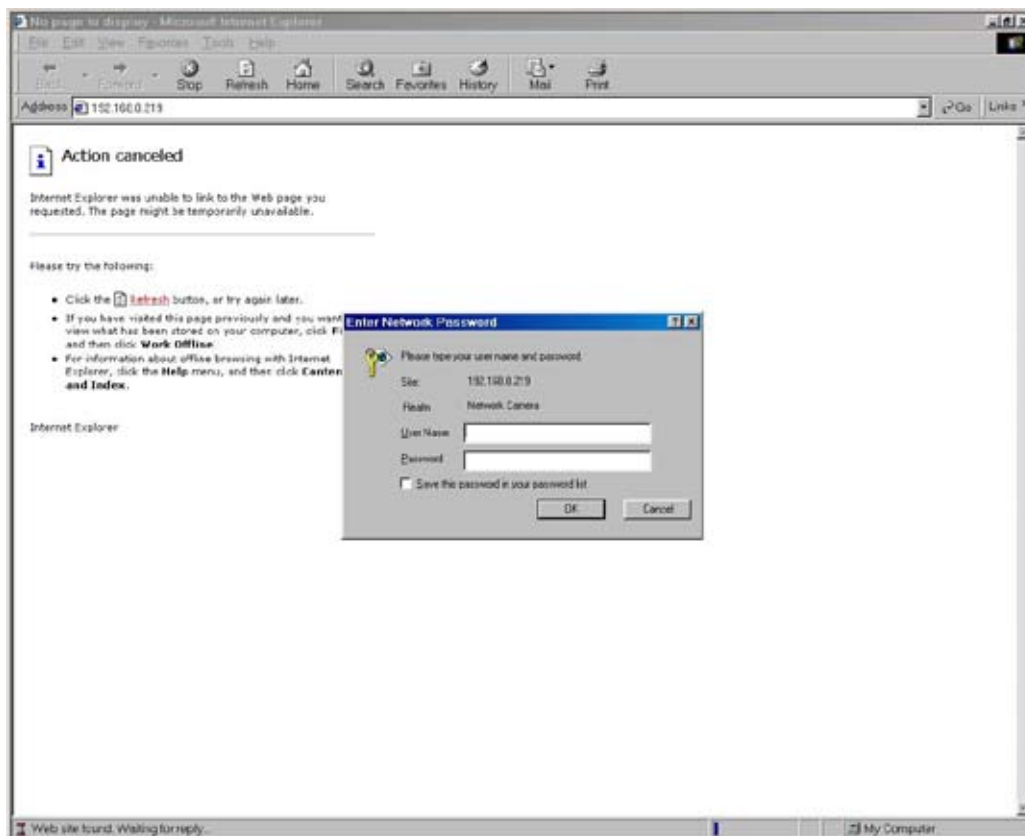 No page to display - Microsoft Internet Explorer
File Edit View Favorites Tools Help
Back Forward Stop Refresh Home Search Favorites History Mail Print
Address 192.168.0.219 Go Links
Action canceled
Internet Explorer was unable to link to the Web page you
requested. The page might be temporarily unavailable.
Please try the following:
Click the Refresh button, or try again later.
If you have visited this page previously and you want
view what has been stored on your computer, click
and then click Work Offline
For information about offline browsing with Internet
Explorer, click the Help menu, and then click Conten
and Index.
Internet Explorer
Enter Network Password
Please type your user name and password.
Site: 192.168.0.219
Realm Network Camera
User Name
Password
Save this password in your password list
OK Cancel
Web site found. Waiting for reply... My Computer